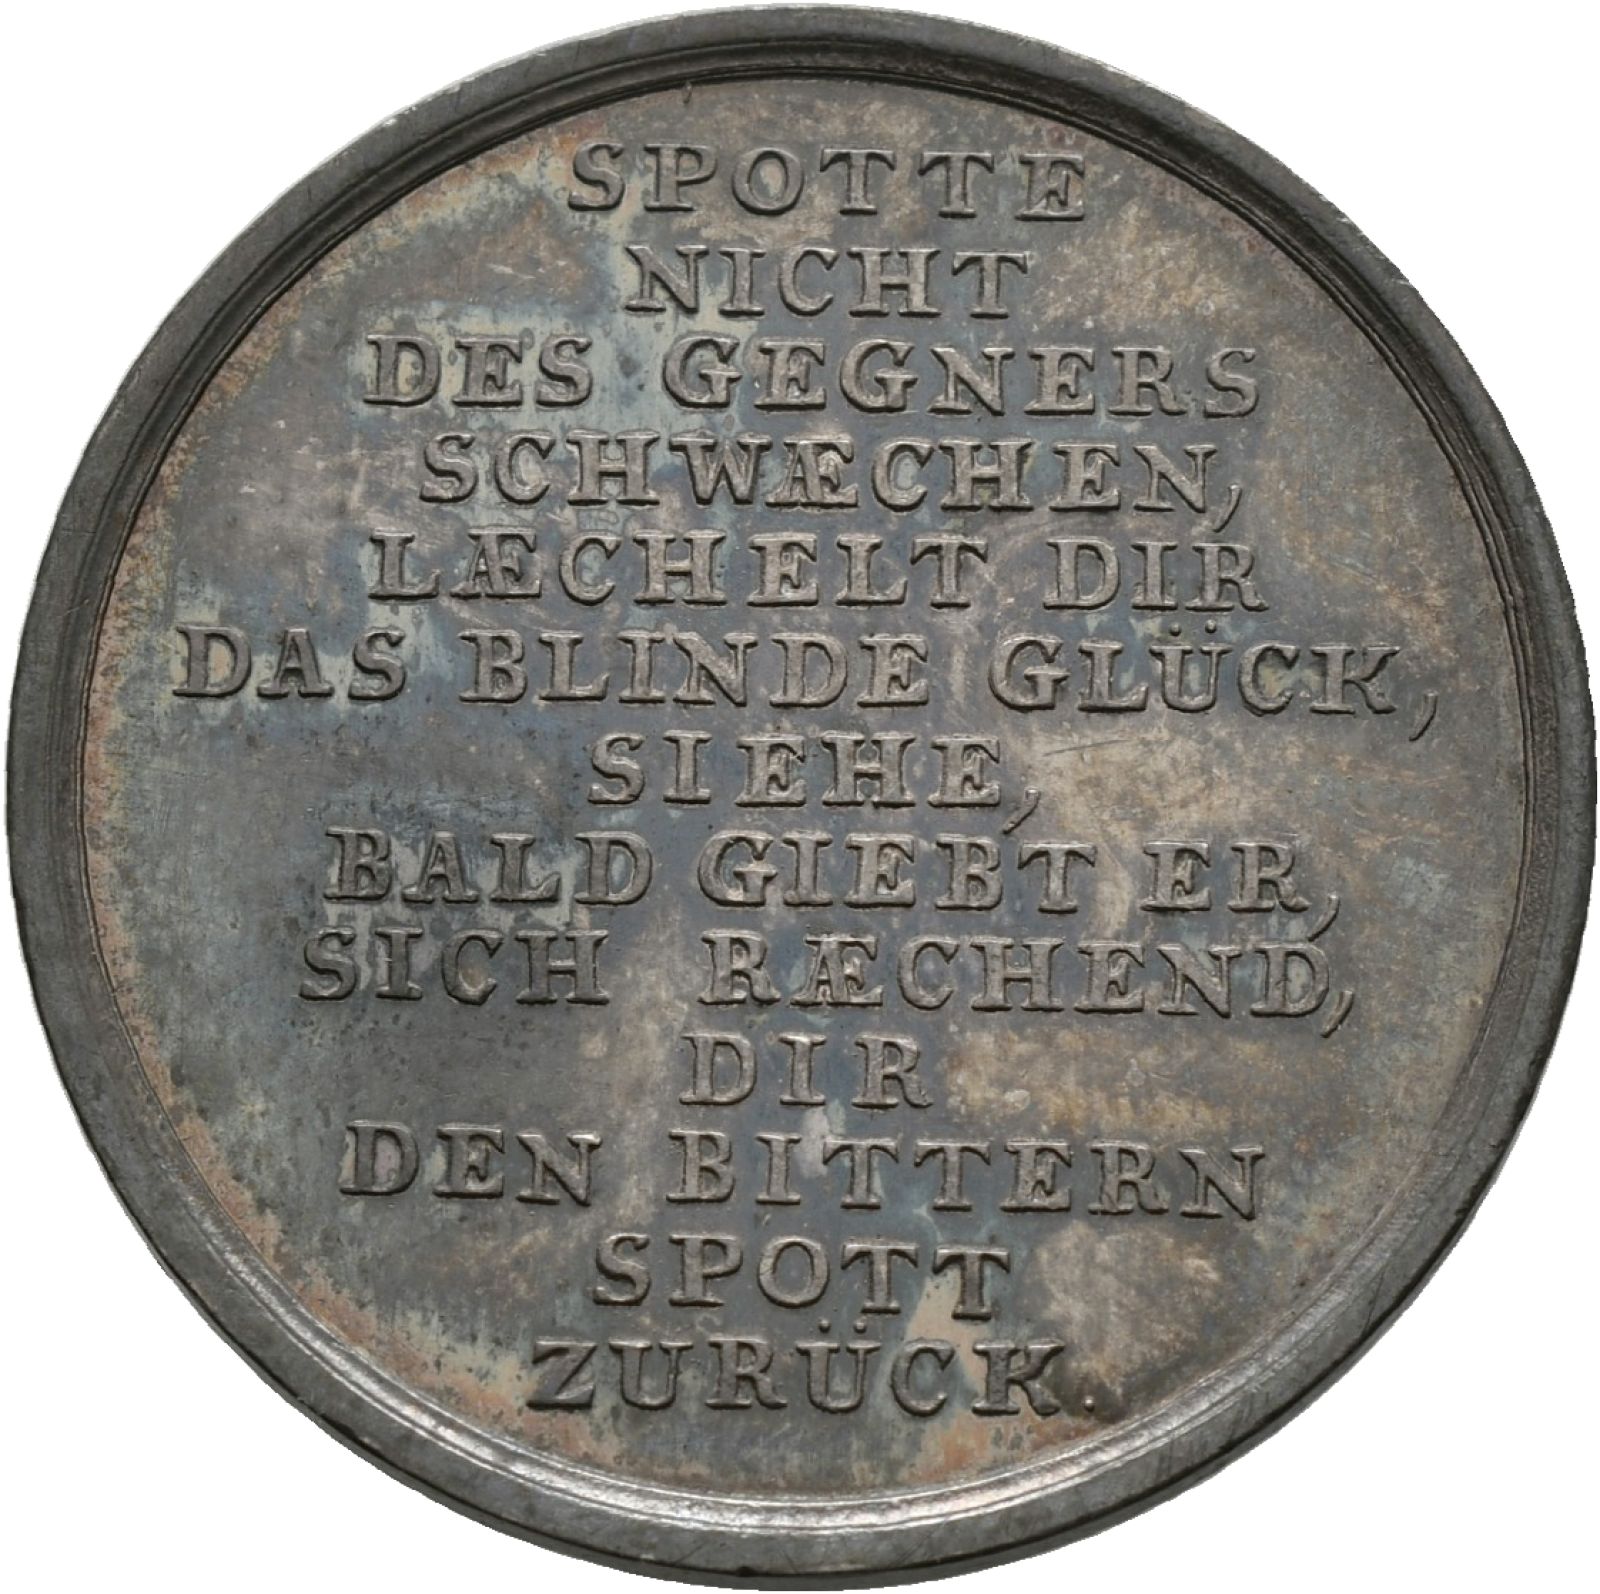 SPOTTE
NICHT
DES GEGNERS
SCHWÆCHEN,
LÆCHELT DIR
DAS BLINDE GLÜCK,
SIEHE,
BALD GIEBT ER,
SICH RÆCHEND,
DIR
DEN BITTERN
SPOTT
ZURÜCK.